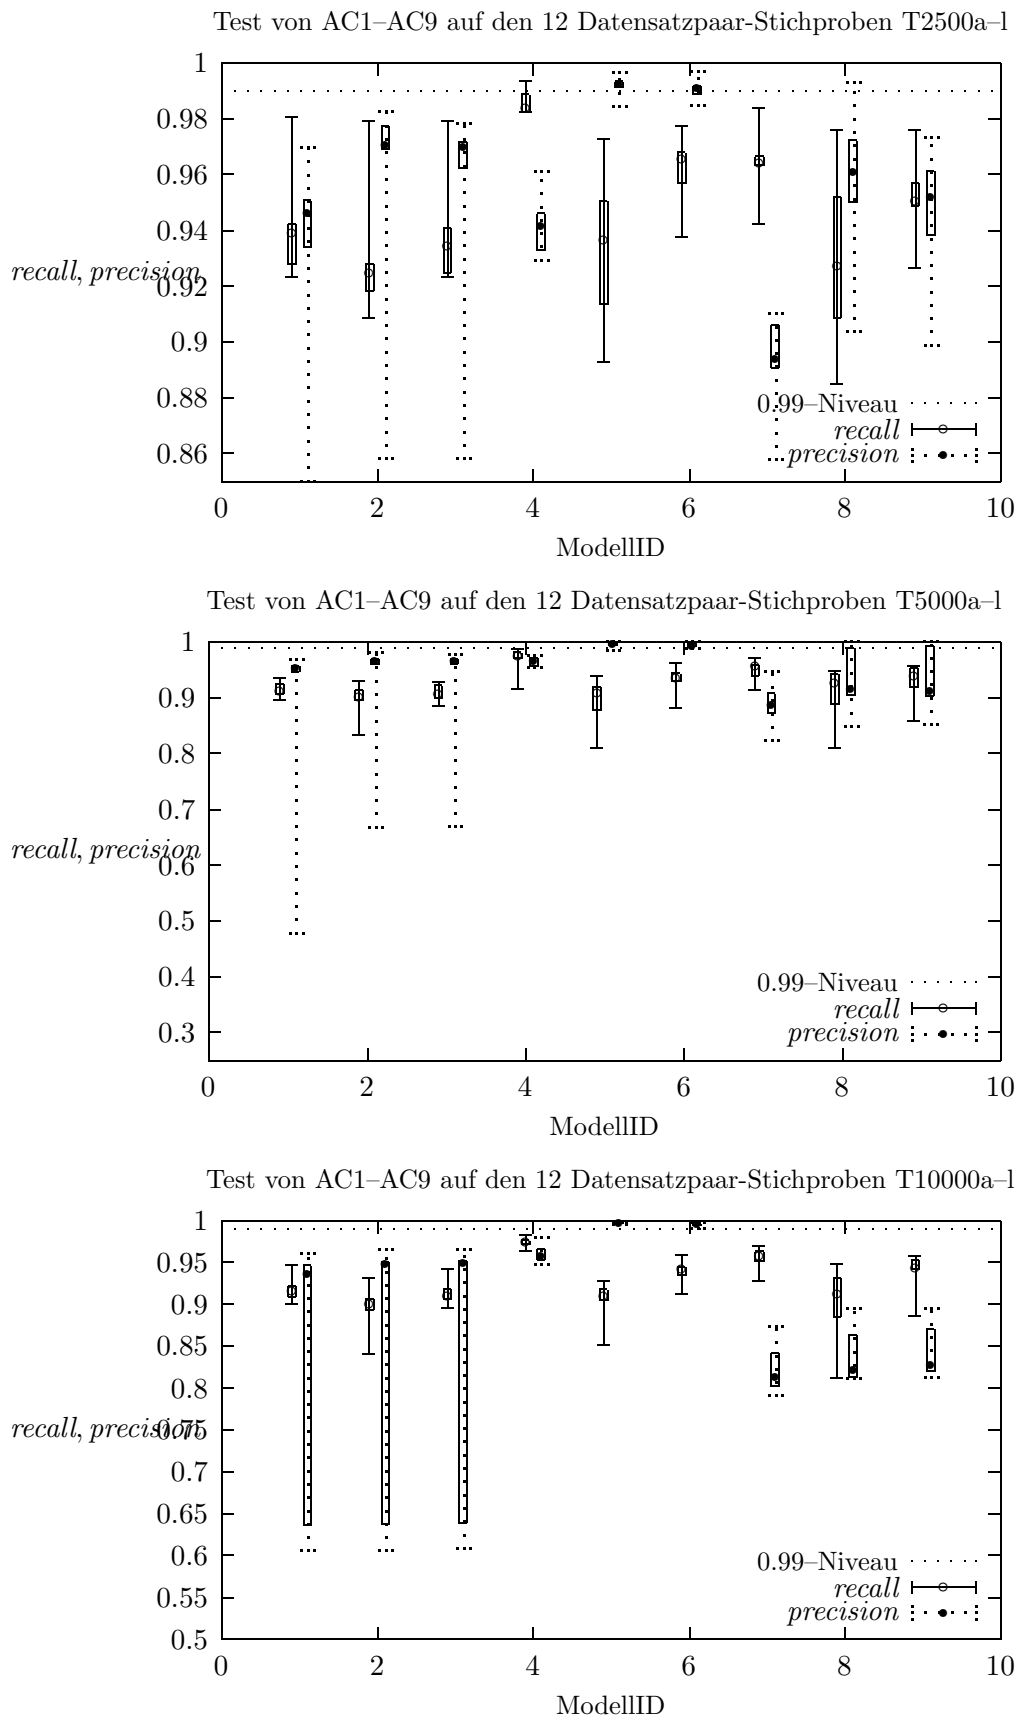 Test von AC1–AC9 auf den 12 Datensatzpaar-Stichproben T2500a–l
1
0.98
0.96
0.94
recall, precision
0.92
0.9
0.88
0.86
0.99–Niveau
recall
precision
0 2 4 6 8 10
ModellID
Test von AC1–AC9 auf den 12 Datensatzpaar-Stichproben T5000a–l
1
0.9
0.8
0.7
recall, precision
0.6
0.5
0.4
0.3
0.99–Niveau
recall
precision
0 2 4 6 8 10
ModellID
Test von AC1–AC9 auf den 12 Datensatzpaar-Stichproben T10000a–l
1
0.95
0.9
0.85
0.8
recall, precision
0.75
0.7
0.65
0.6
0.55
0.5
0.99–Niveau
recall
precision
0 2 4 6 8 10
ModellID